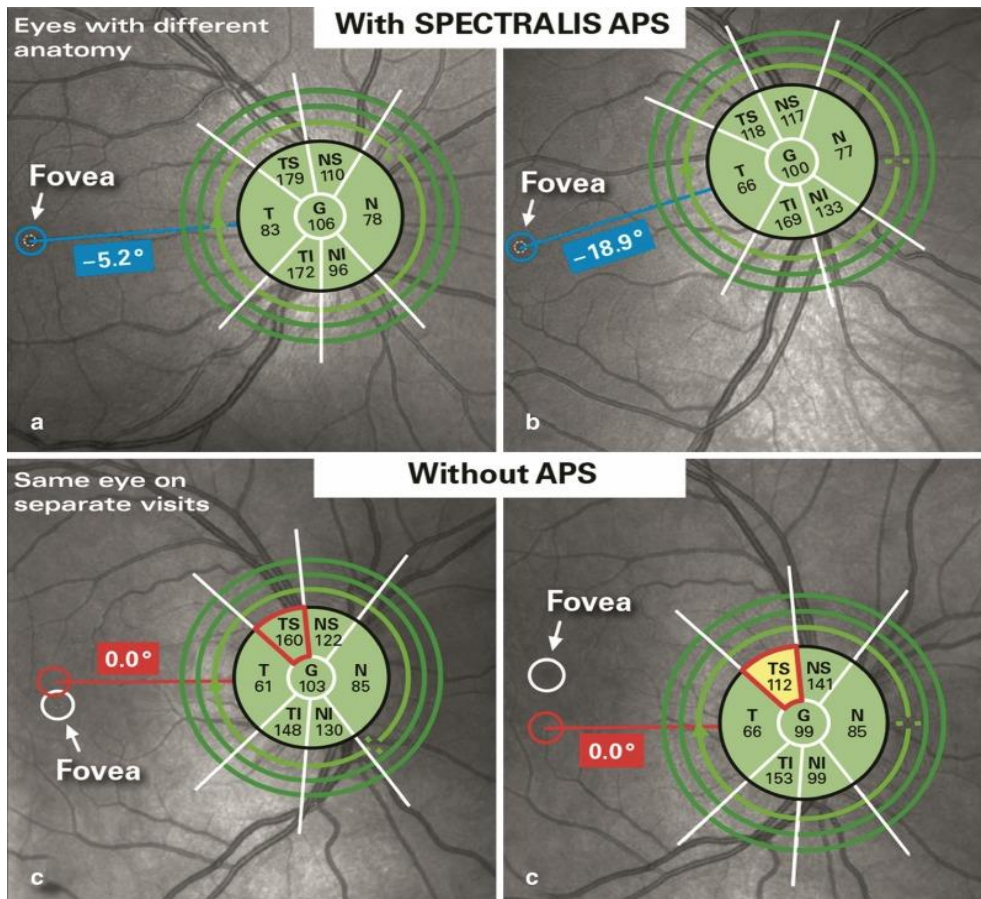 Eyes with different
anatomy
With SPECTRALIS APS
Fovea
−5.2°
TS
179
NS
110
T
83
G
106
N
78
TI
172
NI
96
a
Fovea
−18.9°
TS
118
NS
117
T
66
G
100
N
77
TI
169
NI
133
b
Without APS
Same eye on
separate visits
0.0°
Fovea
TS
160
NS
122
T
61
G
103
N
85
TI
148
NI
130
c
Fovea
0.0°
TS
112
NS
141
T
66
G
99
N
85
TI
153
NI
99
c